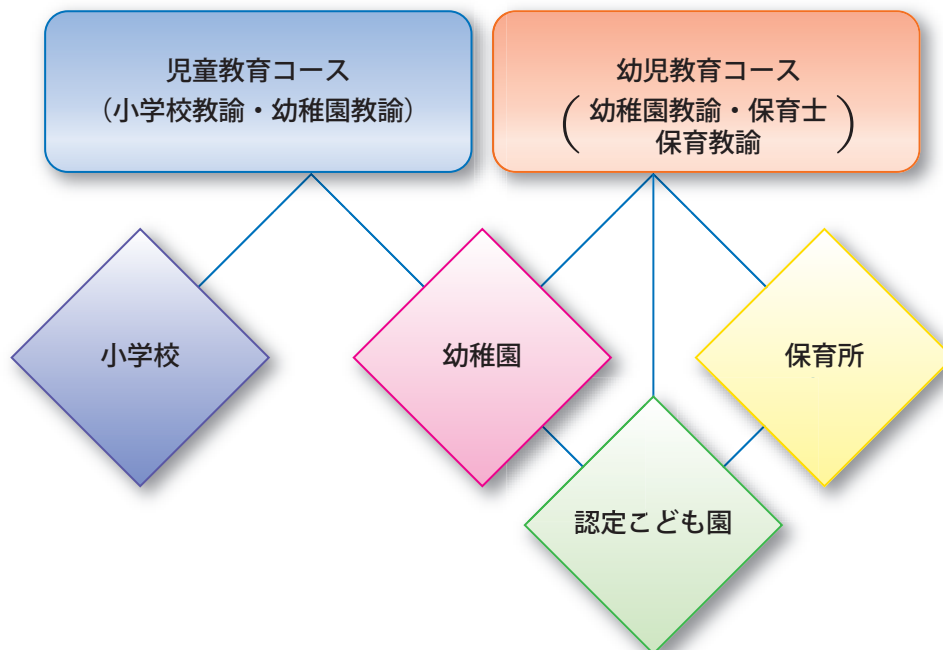 児童教育コース
（小学校教諭・幼稚園教諭）
幼児教育コース
（幼稚園教諭・保育士
保育教諭）
小学校
幼稚園
保育所
認定こども園